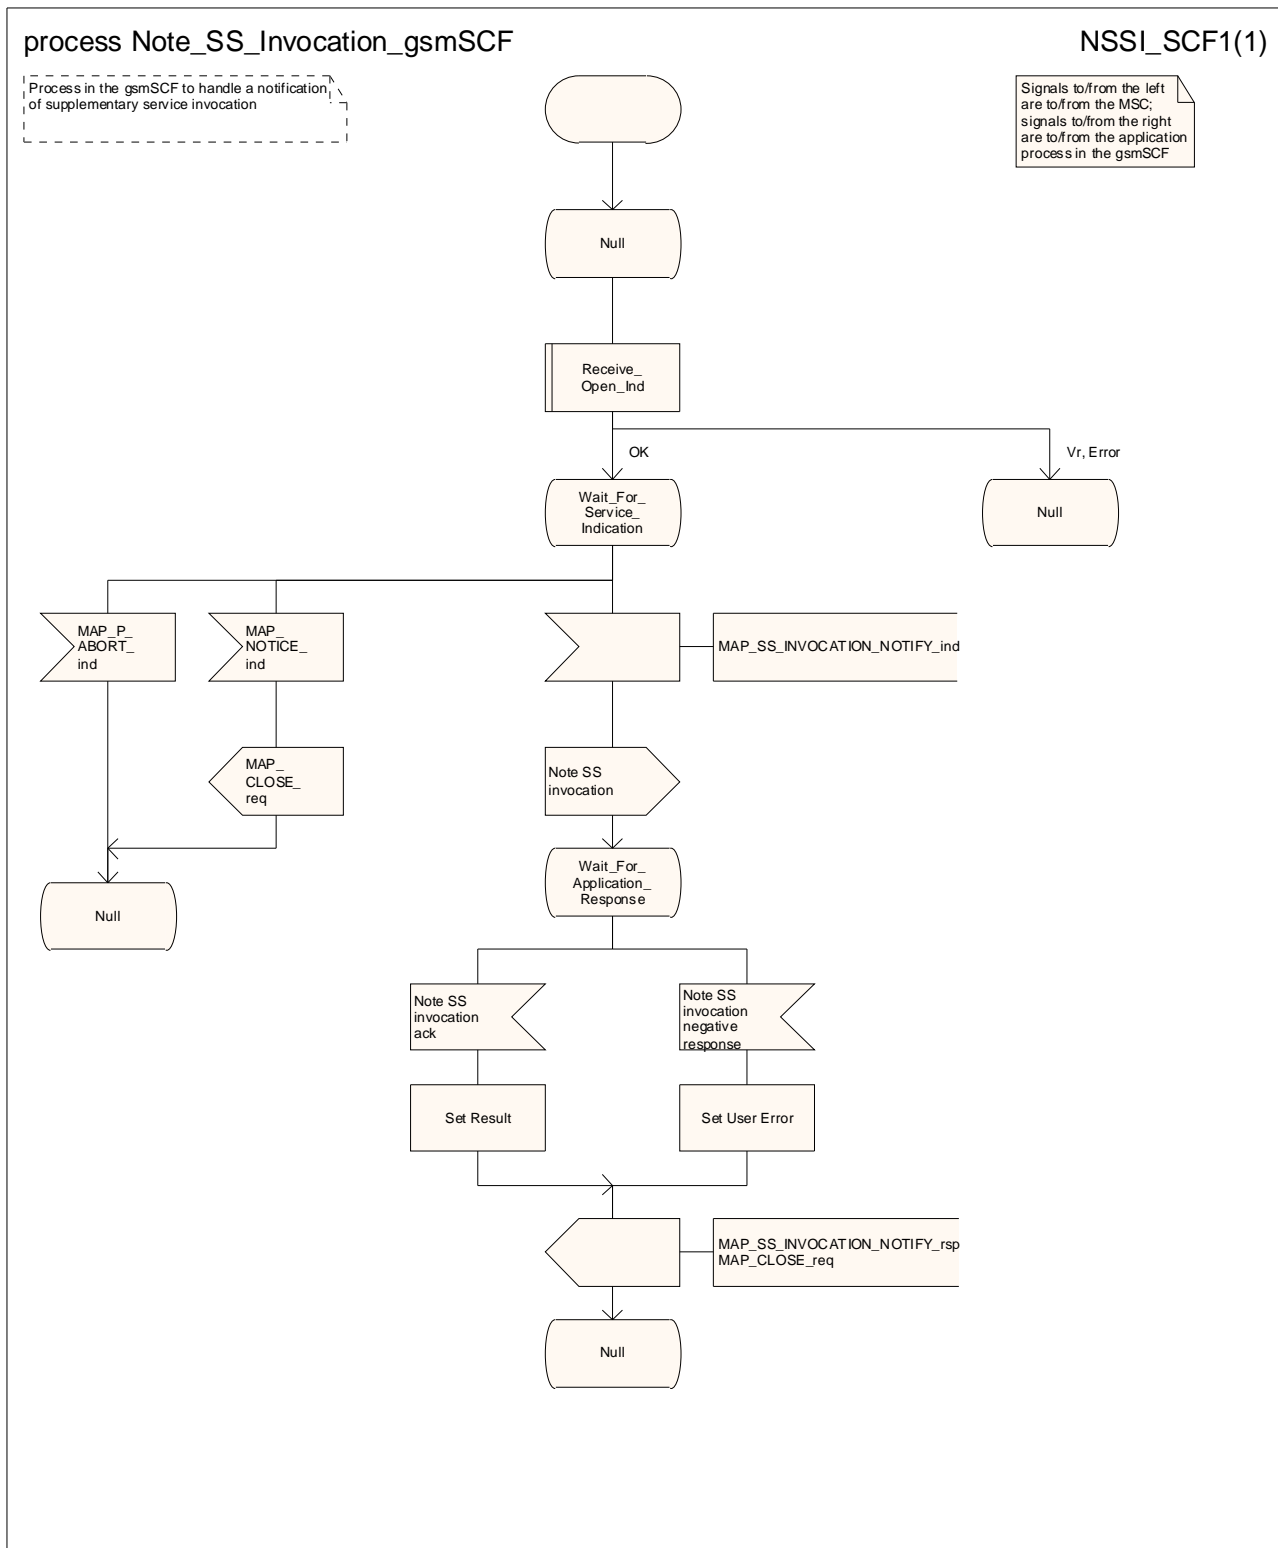 process Note_SS_Invocation_gsmSCF
NSSI_SCF1(1)
Process in the gsmSCF to handle a notification
of supplementary service invocation
Signals to/from the left
are to/from the MSC;
signals to/from the right
are to/from the application
process in the gsmSCF
Null
Receive_
Open_Ind
OK
Vr, Error
Wait_For_
Service_
Indication
Null
MAP_P_
ABORT_
ind
MAP_
NOTICE_
ind
MAP_SS_INVOCATION_NOTIFY_ind
MAP_
CLOSE_
req
Note SS
invocation
Wait_For_
Application_
Response
Null
Note SS
invocation
ack
Note SS
invocation
negative
response
Set Result
Set User Error
MAP_SS_INVOCATION_NOTIFY_rsp
MAP_CLOSE_req
Null